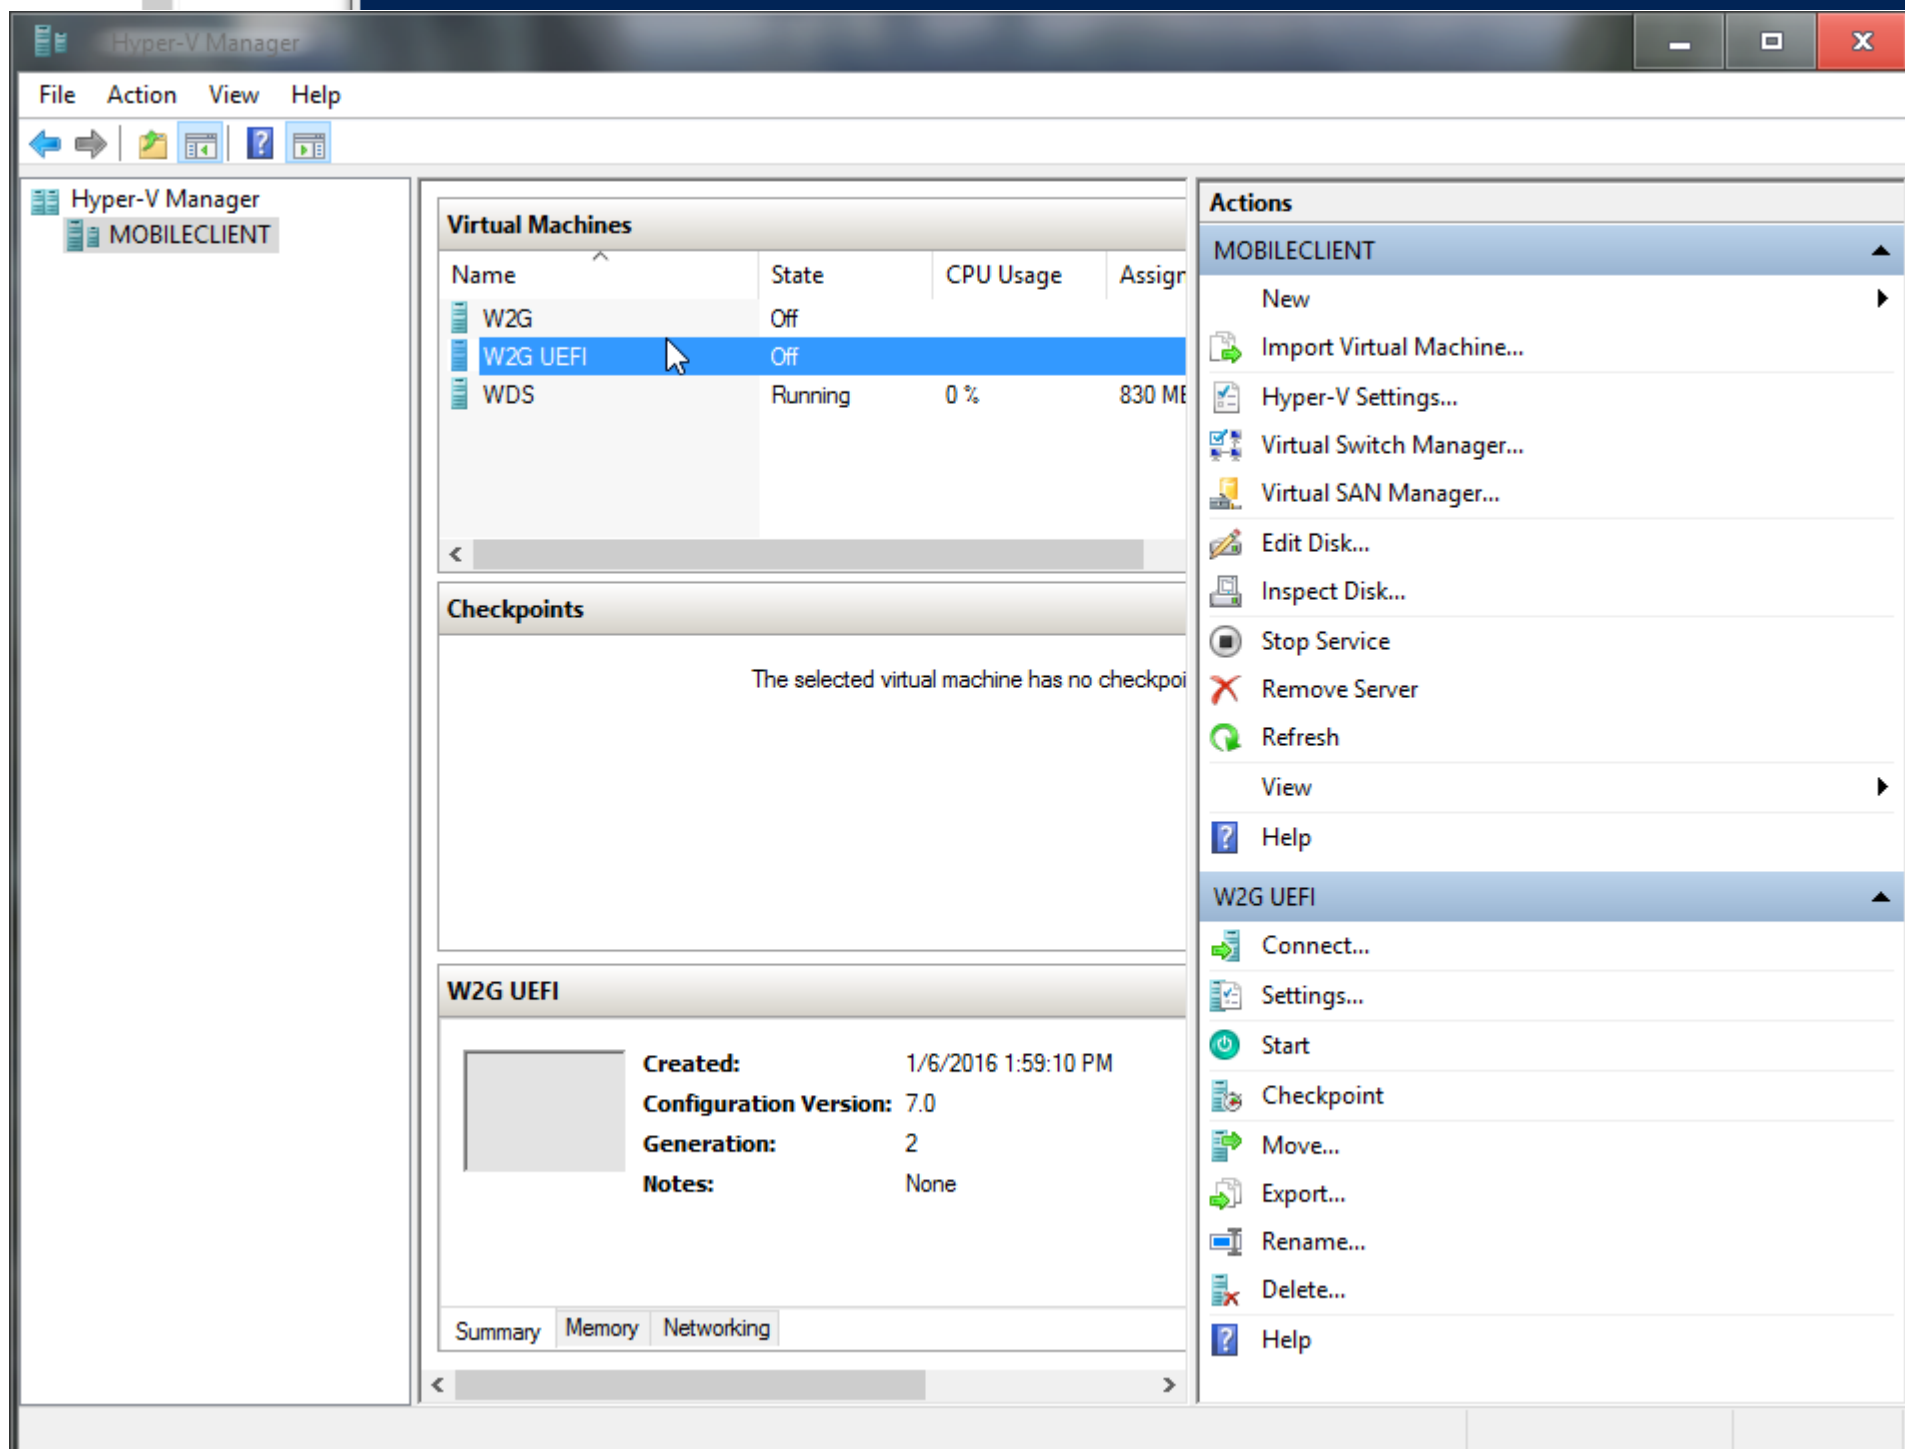 Hyper-V Manager
File Action View Help
Hyper-V Manager
MOBILECLIENT
Virtual Machines
Name State CPU Usage Assign
W2G Off
W2G UEFI Off
WDS Running 0 % 830 MB
Checkpoints
The selected virtual machine has no checkpoi
W2G UEFI
Created: 1/6/2016 1:59:10 PM
Configuration Version: 7.0
Generation: 2
Notes: None
Summary Memory Networking
Actions
MOBILECLIENT
New
Import Virtual Machine...
Hyper-V Settings...
Virtual Switch Manager...
Virtual SAN Manager...
Edit Disk...
Inspect Disk...
Stop Service
Remove Server
Refresh
View
Help
W2G UEFI
Connect...
Settings...
Start
Checkpoint
Move...
Export...
Rename...
Delete...
Help